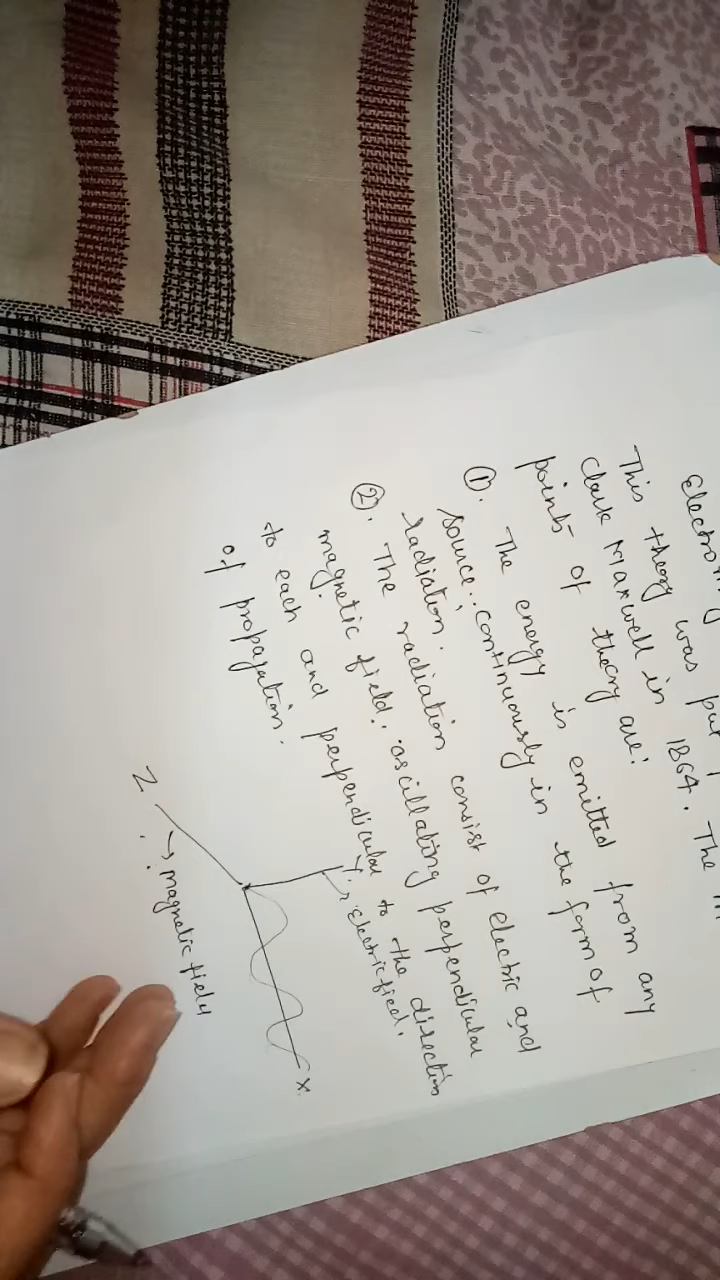 This theory was put
Clark Maxwell in 1864. The
points of theory are:
①. The energy is emitted from any
source.. continuously in the form of
radiation.
②. The radiation consist of electric and
magnetic field. oscillating perpendicular
to each and perpendicular to the direction
of propagation.
Y
→ Electric field.
Z
→ magnetic field
X.